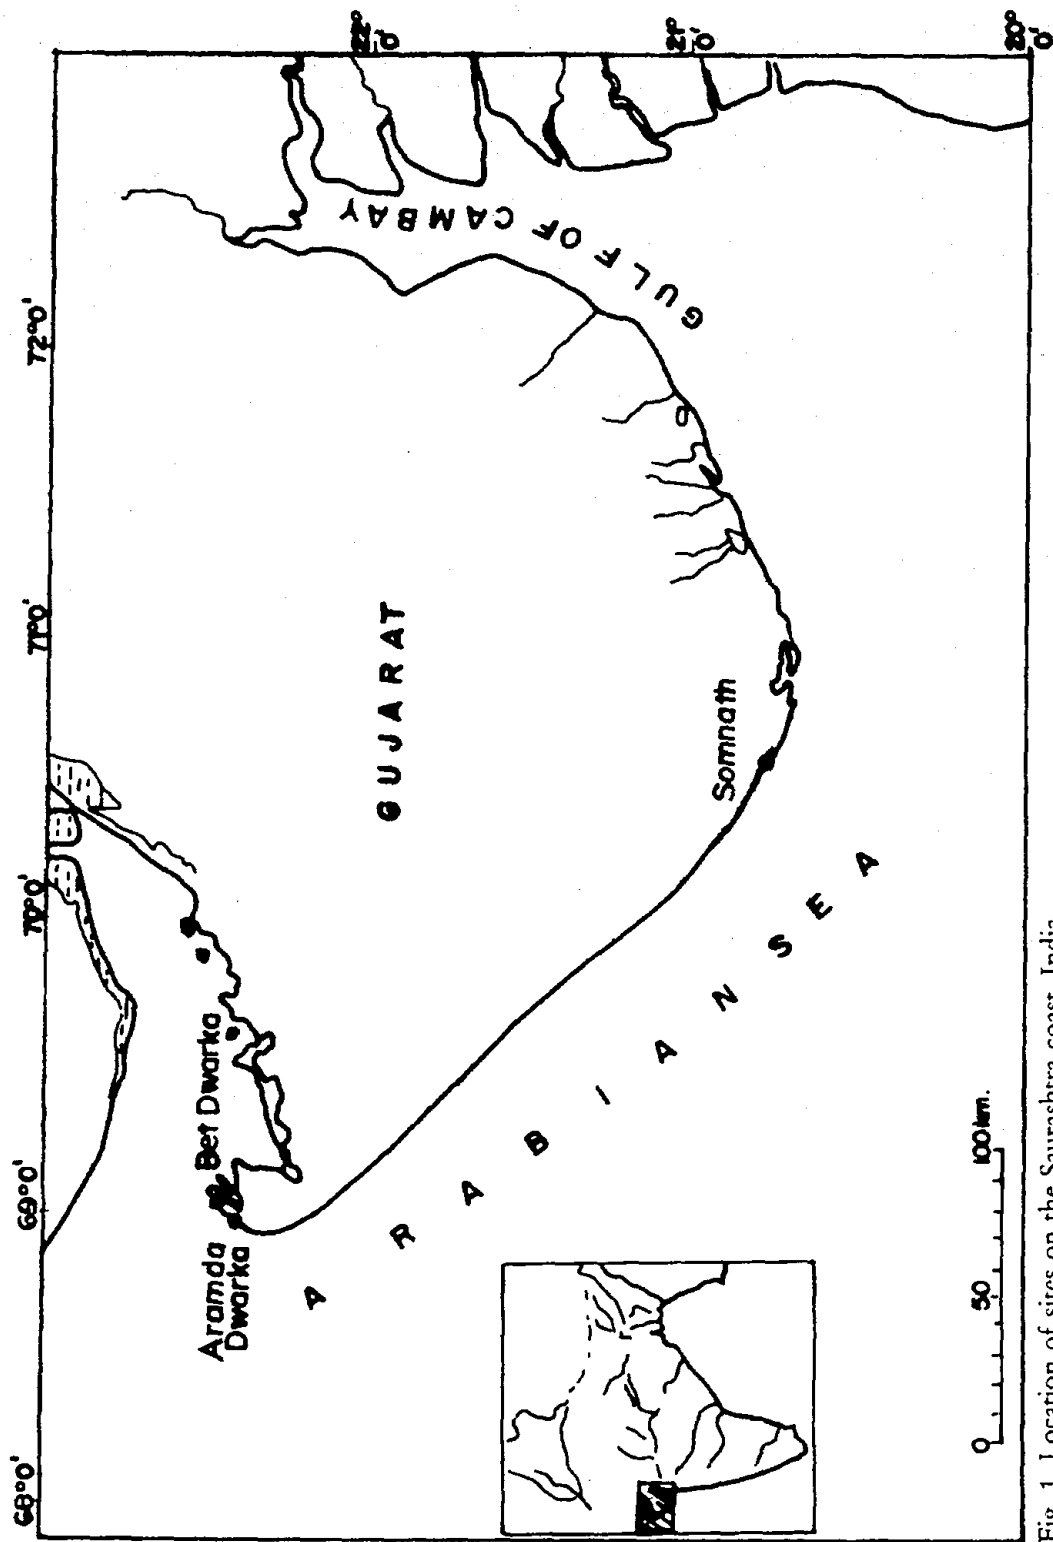 68°0'
69°0'
70°0'
71°0'
72°0'
22°
0'
21°
0'
20°
0'
Aramda
Dwarka
Bet Dwarka
GUJARAT
Somnath
GULF OF CAMBAY
ARABIAN SEA
0 50 100 km.
Fig. 1 Location of sites on the Saurashtra coast, India